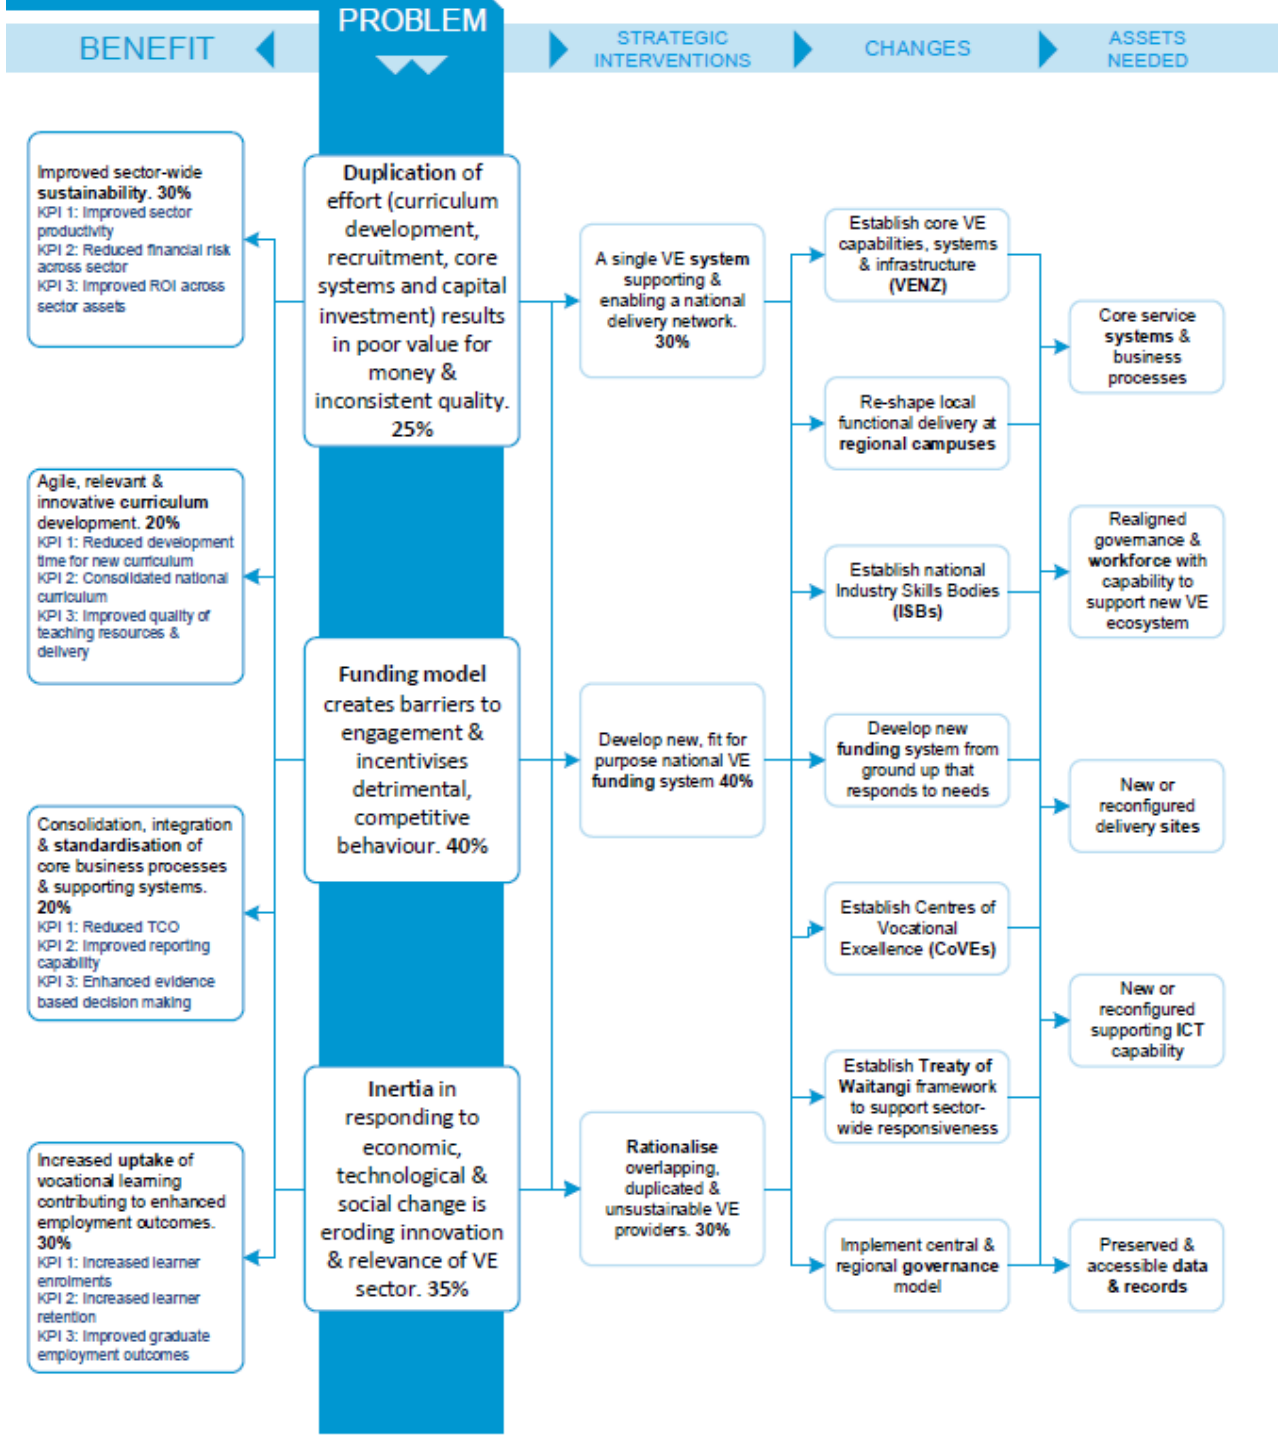 PROBLEM
BENEFIT
STRATEGIC
INTERVENTIONS
CHANGES
ASSETS
NEEDED
Improved sector-wide
sustainability. 30%
KPI 1: Improved sector
productivity
KPI 2: Reduced financial risk
across sector
KPI 3: Improved ROI across
sector assets
Agile, relevant &
innovative curriculum
development. 20%
KPI 1: Reduced development
time for new curriculum
KPI 2: Consolidated national
curriculum
KPI 3: Improved quality of
teaching resources &
delivery
Consolidation, integration
& standardisation of
core business processes
& supporting systems.
20%
KPI 1: Reduced TCO
KPI 2: Improved reporting
capability
KPI 3: Enhanced evidence
based decision making
Increased uptake of
vocational learning
contributing to enhanced
employment outcomes.
30%
KPI 1: Increased learner
enrolments
KPI 2: Increased learner
retention
KPI 3: Improved graduate
employment outcomes
Duplication of
effort (curriculum
development,
recruitment, core
systems and capital
investment) results
in poor value for
money &
inconsistent quality.
25%
Funding model
creates barriers to
engagement &
incentivises
detrimental,
competitive
behaviour. 40%
Inertia in
responding to
economic,
technological &
social change is
eroding innovation
& relevance of VE
sector. 35%
A single VE system
supporting &
enabling a national
delivery network.
30%
Develop new, fit for
purpose national VE
funding system 40%
Rationalise
overlapping,
duplicated &
unsustainable VE
providers. 30%
Establish core VE
capabilities, systems
& infrastructure
(VENZ)
Re-shape local
functional delivery at
regional campuses
Establish national
Industry Skills Bodies
(ISBs)
Develop new
funding system from
ground up that
responds to needs
Establish Centres of
Vocational
Excellence (CoVEs)
Establish Treaty of
Waitangi framework
to support sector-
wide responsiveness
Implement central &
regional governance
model
Core service
systems &
business
processes
Realigned
governance &
workforce with
capability to
support new VE
ecosystem
New or
reconfigured
delivery sites
New or
reconfigured
supporting ICT
capability
Preserved &
accessible data
& records